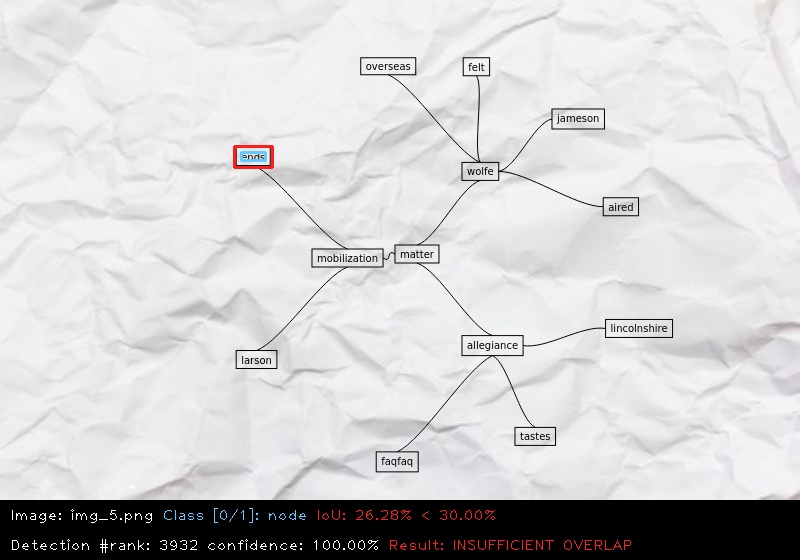 overseas
felt
jameson
ends
wolfe
aired
mobilization
matter
lincolnshire
allegiance
larson
tastes
faqfaq
Image: img_5.png Class [0/1]: node IoU: 26.28% < 30.00%
Detection #rank: 3932 confidence: 100.00% Result: INSUFFICIENT OVERLAP